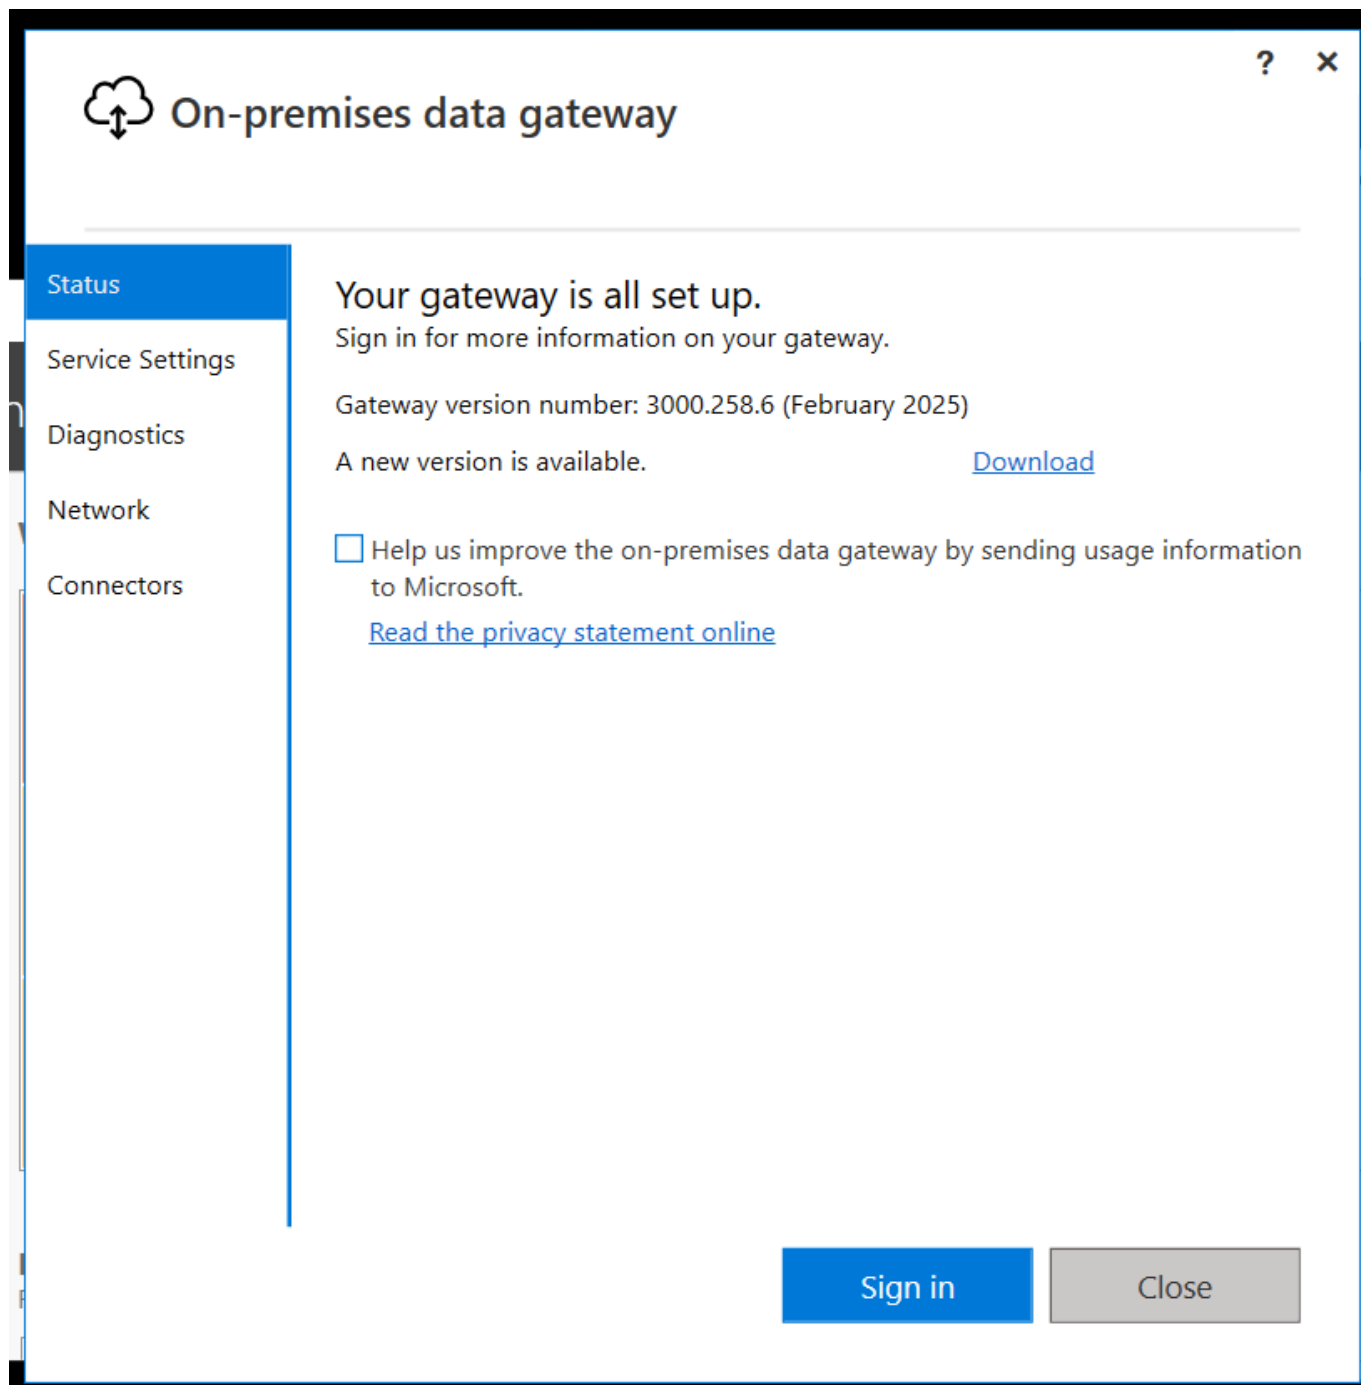 ? ×
On-premises data gateway
Status
Service Settings
Diagnostics
Network
Connectors
Your gateway is all set up.
Sign in for more information on your gateway.
Gateway version number: 3000.258.6 (February 2025)
A new version is available. Download
Help us improve the on-premises data gateway by sending usage information
to Microsoft.
Read the privacy statement online
Sign in Close